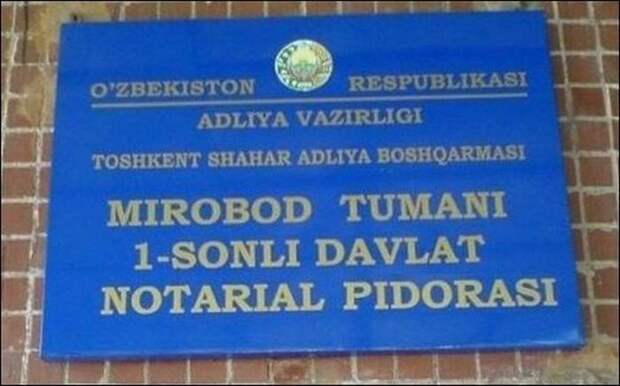 O'ZBEKISTON RESPUBLIKASI
ADLIYA VAZIRLIGI
TOSHKENT SHAHAR ADLIYA BOSHQARMASI
MIROBOD TUMANI
1-SONLI DAVLAT
NOTARIAL PIDORASI